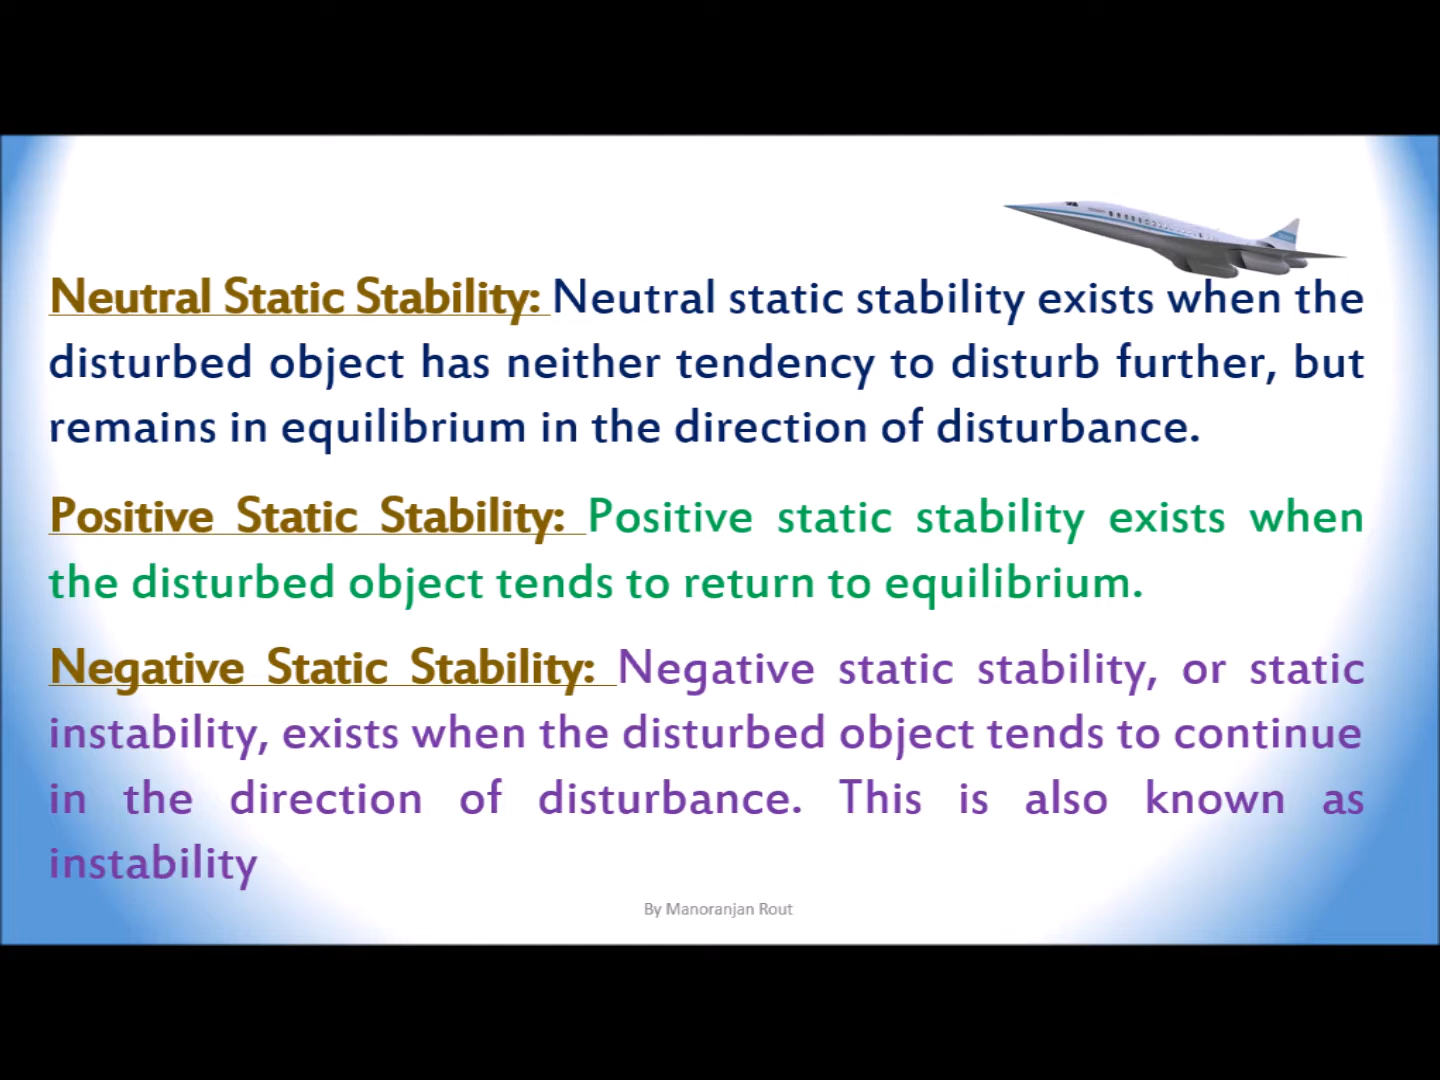 Neutral Static Stability: Neutral static stability exists when the
disturbed object has neither tendency to disturb further, but
remains in equilibrium in the direction of disturbance.
Positive Static Stability: Positive static stability exists when
the disturbed object tends to return to equilibrium.
Negative Static Stability: Negative static stability, or static
instability, exists when the disturbed object tends to continue
in the direction of disturbance. This is also known as
instability
By Manoranjan Rout